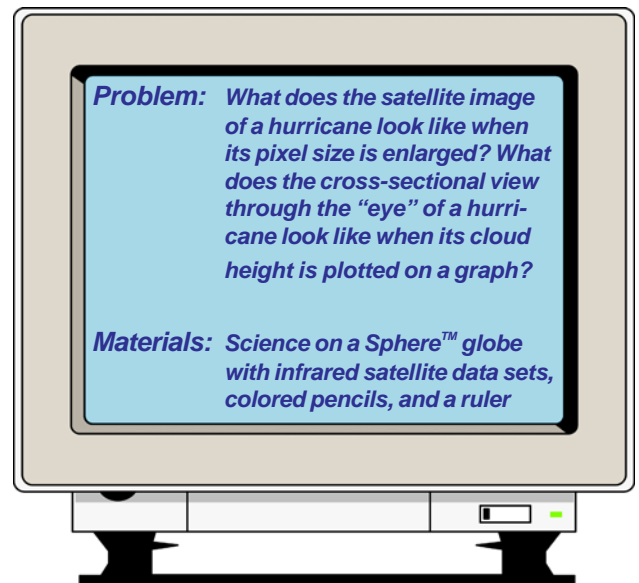 Problem: What does the satellite image
of a hurricane look like when
its pixel size is enlarged? What
does the cross-sectional view
through the “eye” of a hurri-
cane look like when its cloud
height is plotted on a graph?
Materials: Science on a Sphere™ globe
with infrared satellite data sets,
colored pencils, and a ruler